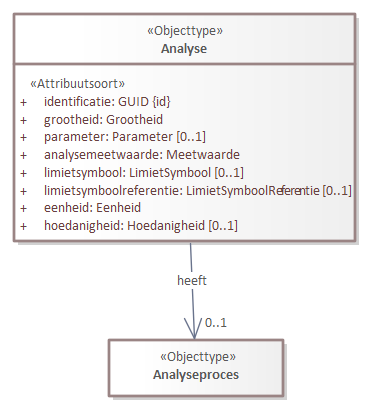 «Objecttype»
Analyse
«Attribuutsoort»
+ identificatie: GUID {id}
+ grootheid: Grootheid
+ parameter: Parameter [0..1]
+ analysemeetwaarde: Meetwaarde
+ limietsymbool: LimietSymbool [0..1]
+ limietsymboolreferentie: LimietSymboolReferentie [0..1]
+ eenheid: Eenheid
+ hoedanigheid: Hoedanigheid [0..1]
heeft
0..1
«Objecttype»
Analyseproces